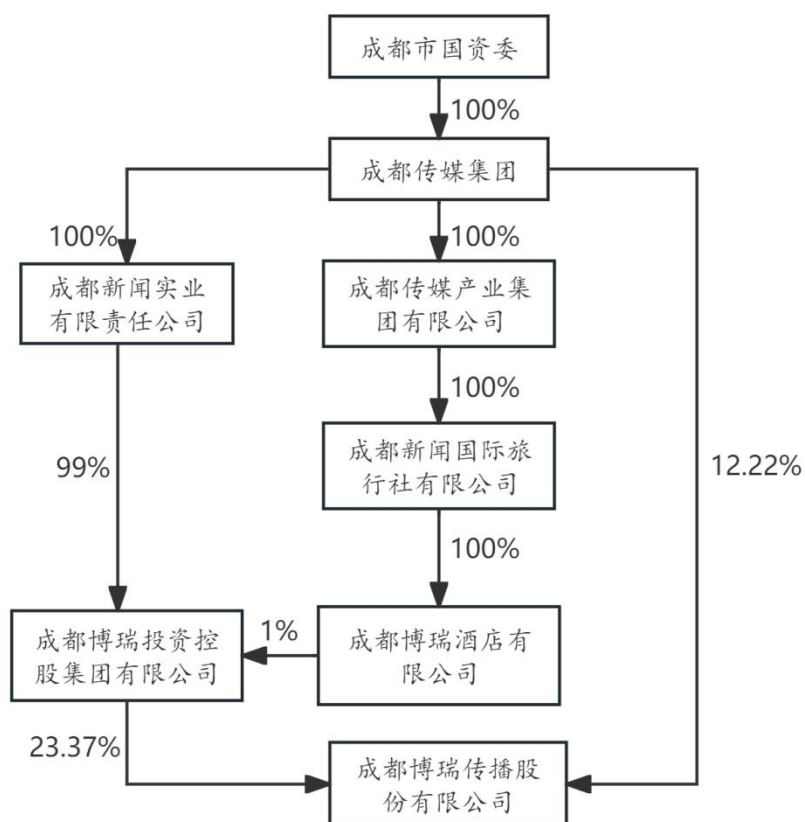 成都市国资委
100%
成都传媒集团
100%
100%
成都新闻实业
有限责任公司
成都传媒产业集
团有限公司
100%
99%
成都新闻国际旅
行社有限公司
12.22%
100%
成都博瑞投资控
股集团有限公司
1%
成都博瑞酒店有
限公司
23.37%
成都博瑞传播股
份有限公司